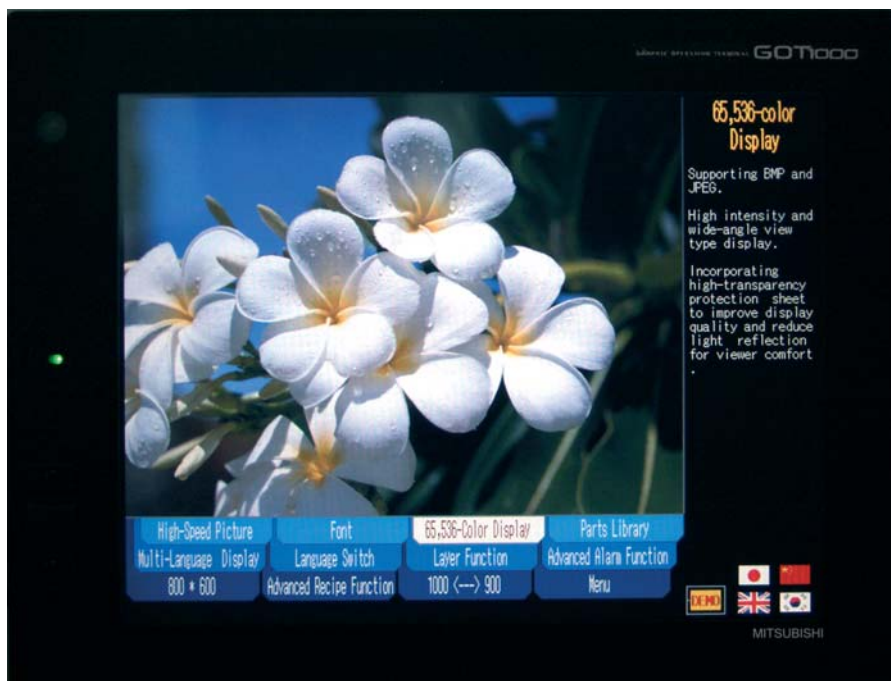 GRAPHIC OPERATION TERMINAL GOT1000
65,536-color
Display
Supporting BMP and
JPEG.
High intensity and
wide-angle view
type display.
Incorporating
high-transparency
protection sheet
to improve display
quality and reduce
light reflection
for viewer comfort
.
High-Speed Picture
Font
65,536-Color Display
Parts Library
Multi-Language Display
Language Switch
Layer Function
Advanced Alarm Function
800 * 600
Advanced Recipe Function
1000 <---> 900
Menu
DEMO
MITSUBISHI